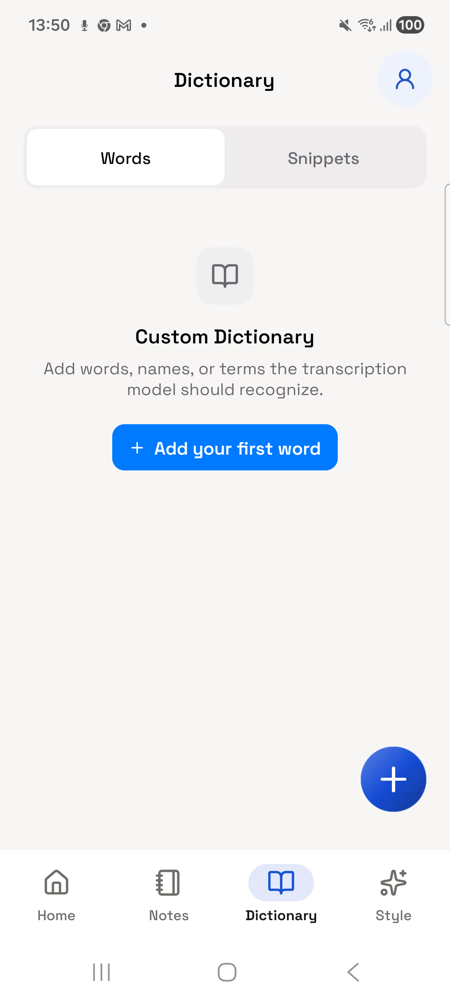 13:50
100
Dictionary
Words
Snippets
Custom Dictionary
Add words, names, or terms the transcription
model should recognize.
+ Add your first word
Home
Notes
Dictionary
Style